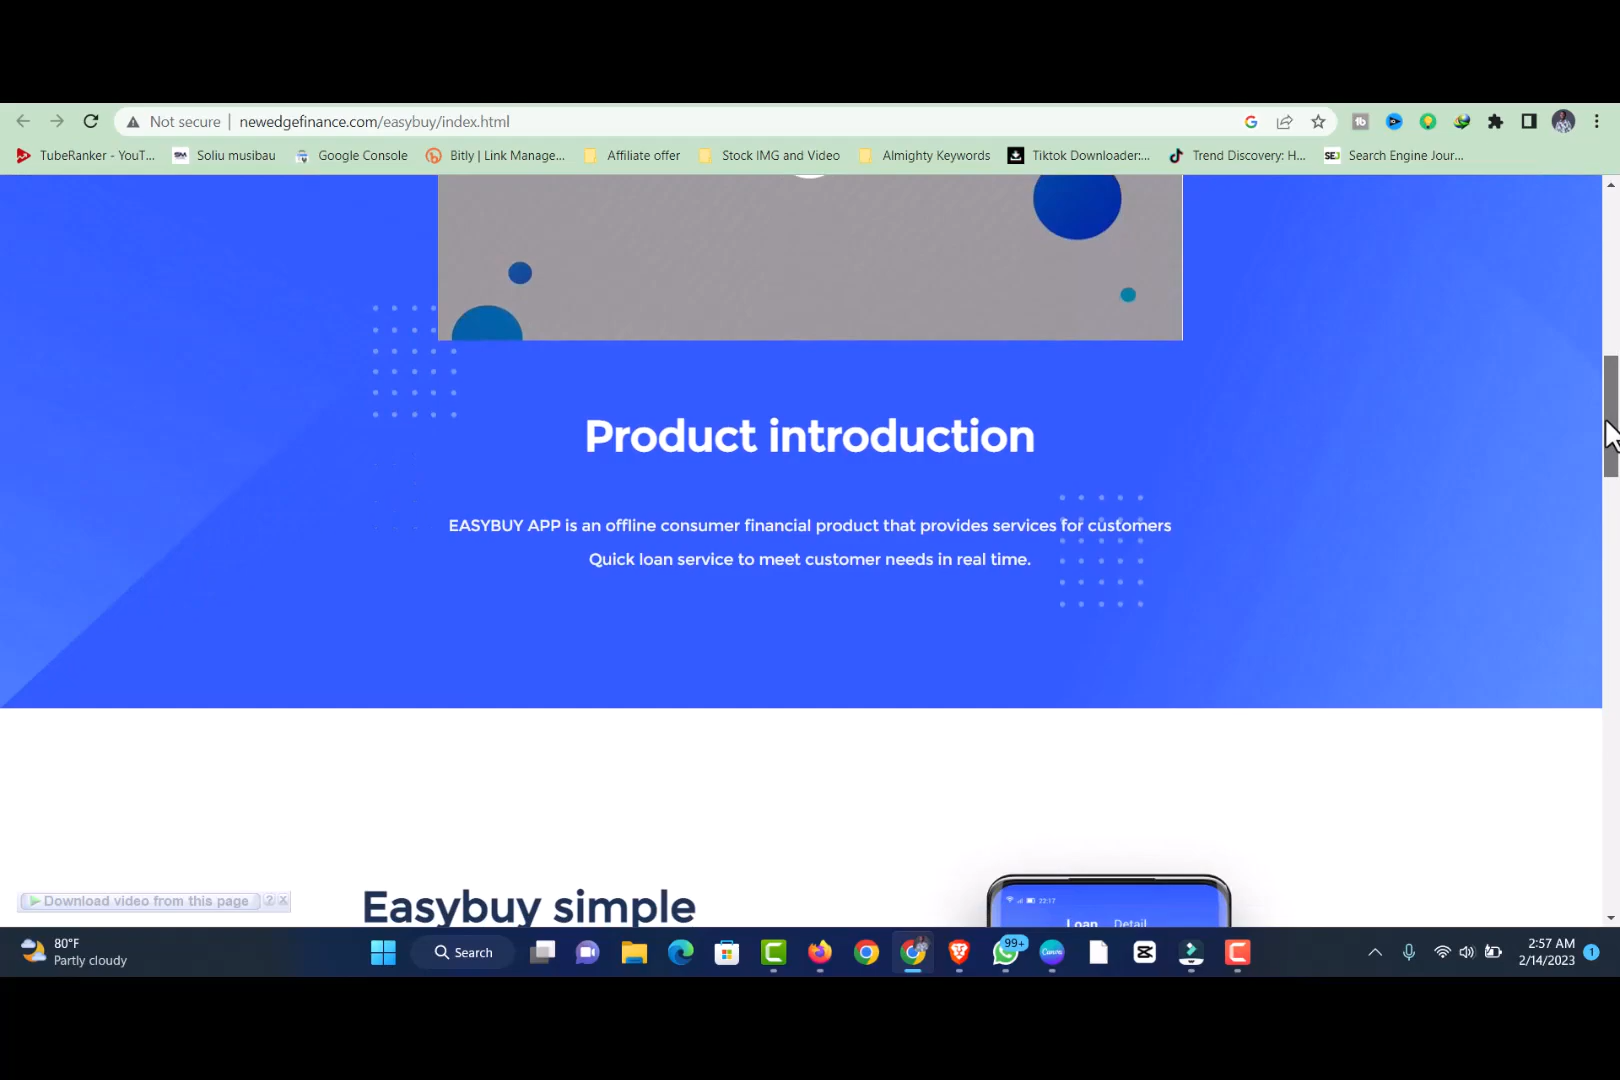 Not secure | newedgefinance.com/easybuy/index.html
TubeRanker - YouT...
Soliu musibau
Google Console
Bitly | Link Manage...
Affiliate offer
Stock IMG and Video
Almighty Keywords
Tiktok Downloader:...
Trend Discovery: H...
Search Engine Jour...
Product introduction
EASYBUY APP is an offline consumer financial product that provides services for customers
Quick loan service to meet customer needs in real time.
Download video from this page ? X
Easybuy simple
22:17
Loan Detail
80°F
Partly cloudy
Search
99+
2:57 AM
2/14/2023
1